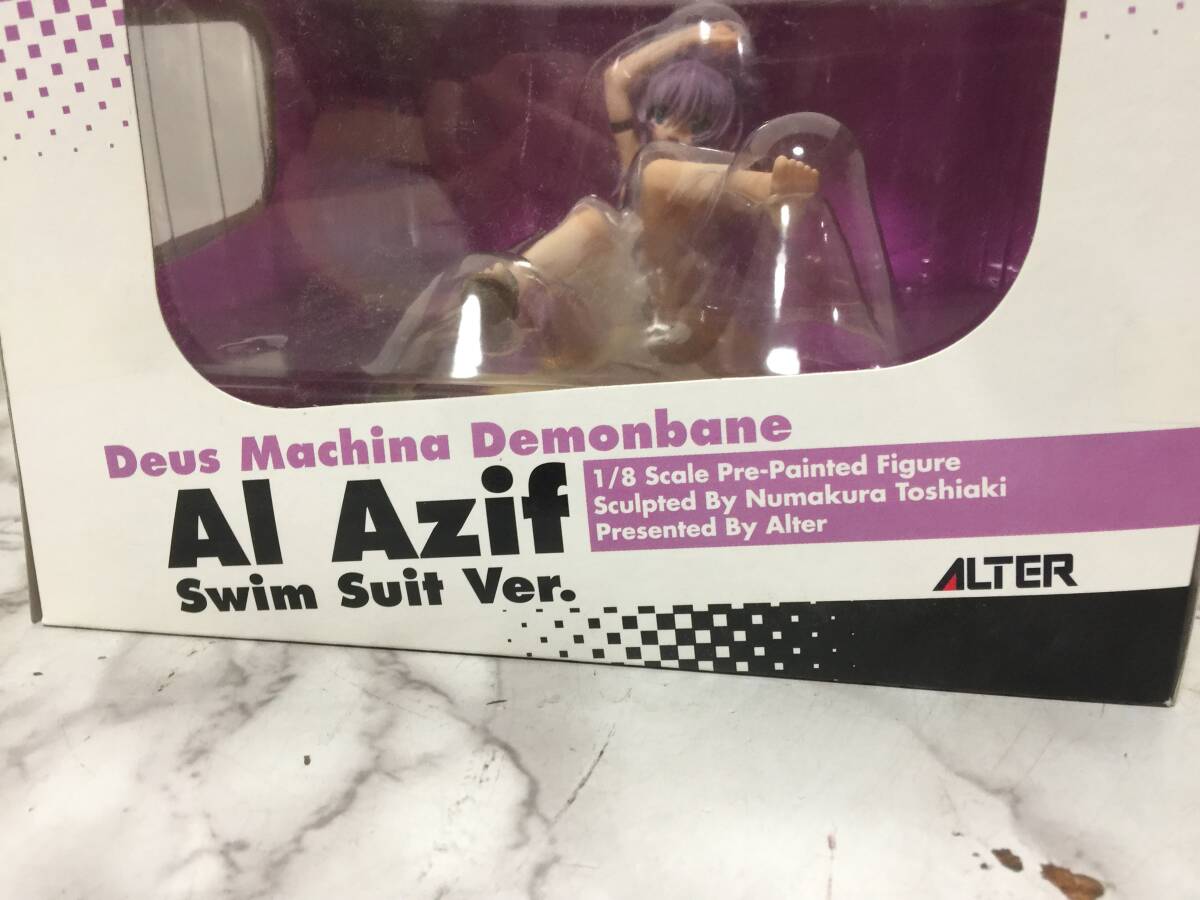 Deus Machina Demonbane
Al Azif
Swim Suit Ver.
1/8 Scale Pre-Painted Figure
Sculpted By Numakura Toshiaki
Presented By Alter
ALTER